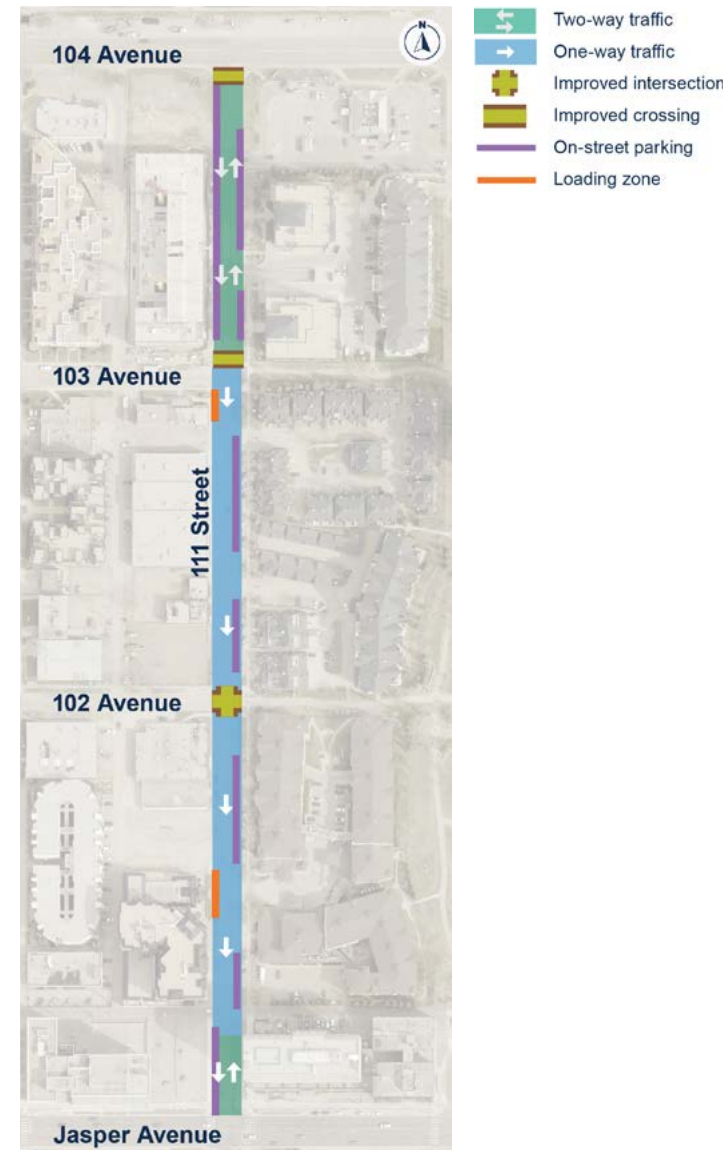 N
104 Avenue
103 Avenue
111 Street
102 Avenue
Jasper Avenue
Two-way traffic
One-way traffic
Improved intersection
Improved crossing
On-street parking
Loading zone